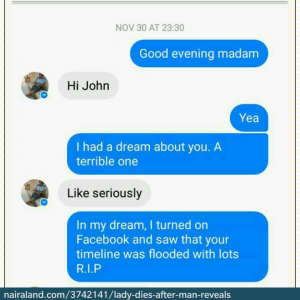 NOV 30 AT 23:30
Good evening madam
Hi John
Yea
I had a dream about you. A
terrible one
Like seriously
In my dream, I turned on
Facebook and saw that your
timeline was flooded with lots
R.I.P
nairaland.com/3742141/lady-dies-after-man-reveals